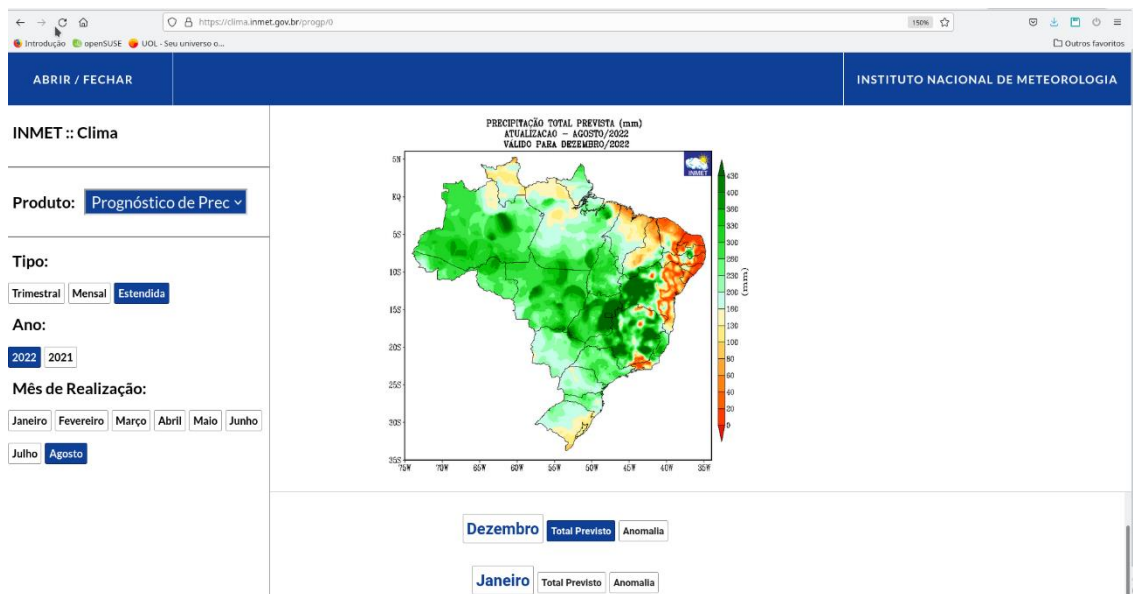 https://clima.inmet.gov.br/progp/0
150%
Introdução openSUSE UOL - Seu universo o... Outros favoritos
ABRIR / FECHAR
INSTITUTO NACIONAL DE METEOROLOGIA
INMET :: Clima
Produto: Prognóstico de Prec
Tipo:
Trimestral Mensal Estendida
Ano:
2022 2021
Mês de Realização:
Janeiro Fevereiro Março Abril Maio Junho
Julho Agosto
PRECIPITAÇÃO TOTAL PREVISTA (mm)
ATUALIZACAO – AGOSTO/2022
VÁLIDO PARA DEZEMBRO/2022
INMET
5N
EQ
5S
10S
15S
20S
25S
30S
35S
75W 70W 65W 60W 55W 50W 45W 40W 35W
430
400
360
330
300
260
230
200
160
130
100
80
60
40
20
0
(mm)
Dezembro Total Previsto Anomalia
Janeiro Total Previsto Anomalia